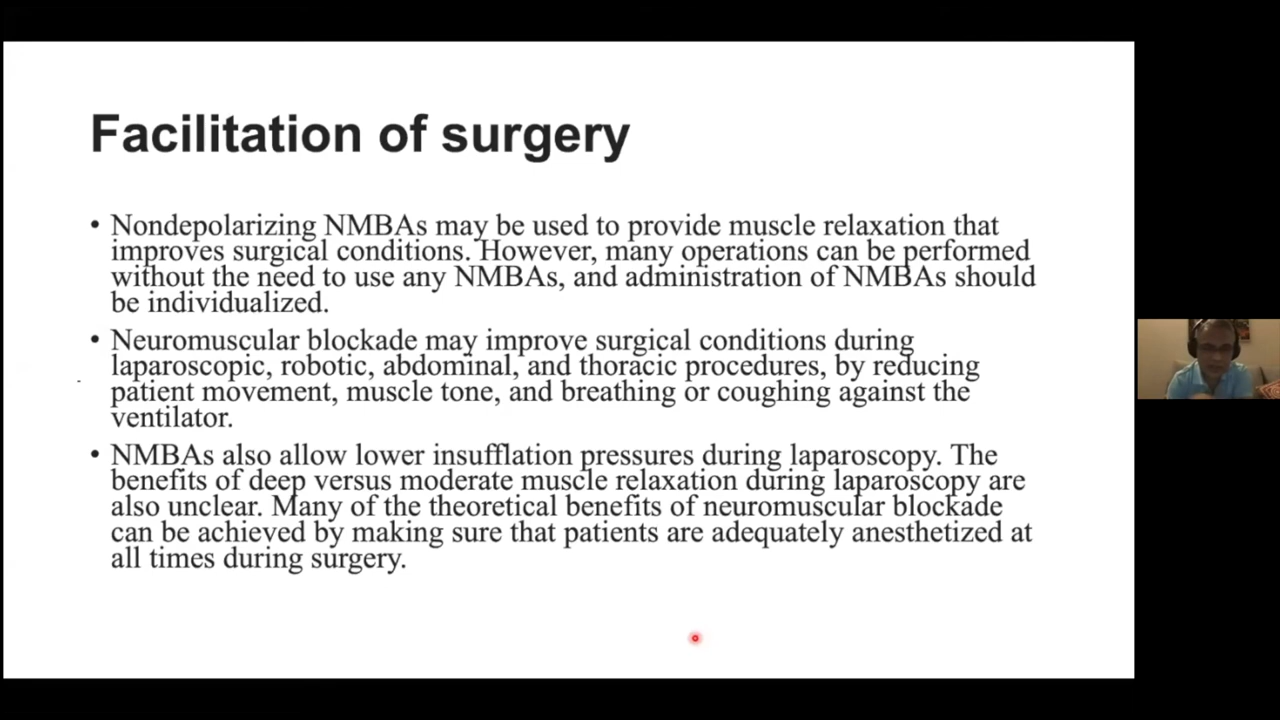 Facilitation of surgery
• Nondepolarizing NMBAs may be used to provide muscle relaxation that
improves surgical conditions. However, many operations can be performed
without the need to use any NMBAs, and administration of NMBAs should
be individualized.
• Neuromuscular blockade may improve surgical conditions during
laparoscopic, robotic, abdominal, and thoracic procedures, by reducing
patient movement, muscle tone, and breathing or coughing against the
ventilator.
• NMBAs also allow lower insufflation pressures during laparoscopy. The
benefits of deep versus moderate muscle relaxation during laparoscopy are
also unclear. Many of the theoretical benefits of neuromuscular blockade
can be achieved by making sure that patients are adequately anesthetized at
all times during surgery.